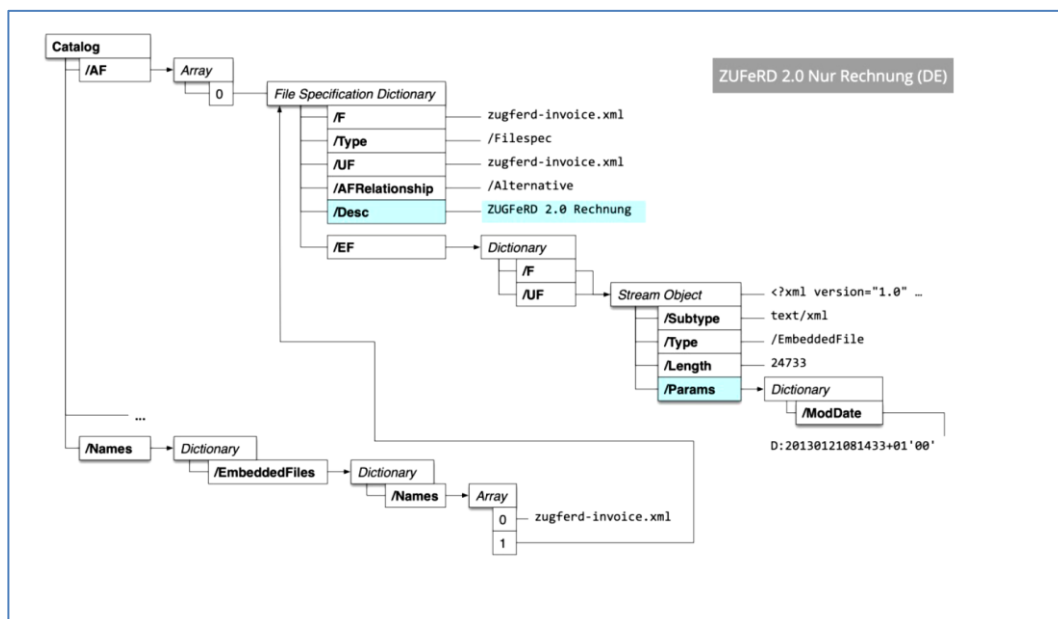 Catalog
/AF
Array
0
ZUFeRD 2.0 Nur Rechnung (DE)
File Specification Dictionary
/F
zugferd-invoice.xml
/Type
/Filespec
/UF
zugferd-invoice.xml
/AFRelationship
/Alternative
/Desc
ZUGFeRD 2.0 Rechnung
/EF
Dictionary
/F
/UF
Stream Object
<?xml version="1.0" …
/Subtype
text/xml
/Type
/EmbeddedFile
/Length
24733
/Params
Dictionary
/ModDate
D:20130121081433+01'00'
...
/Names
Dictionary
/EmbeddedFiles
Dictionary
/Names
Array
0
zugferd-invoice.xml
1